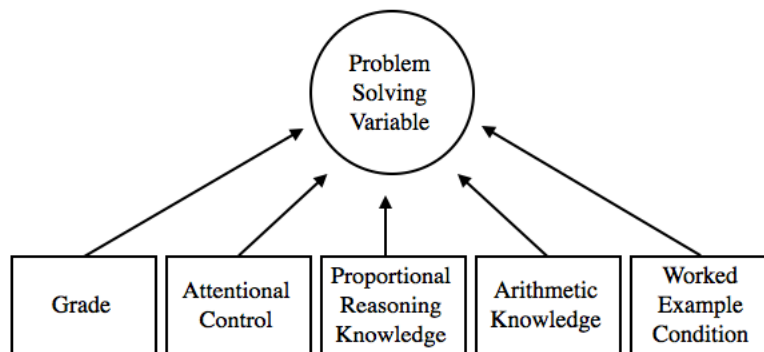 Problem
Solving
Variable
Grade
Attentional
Control
Proportional
Reasoning
Knowledge
Arithmetic
Knowledge
Worked
Example
Condition